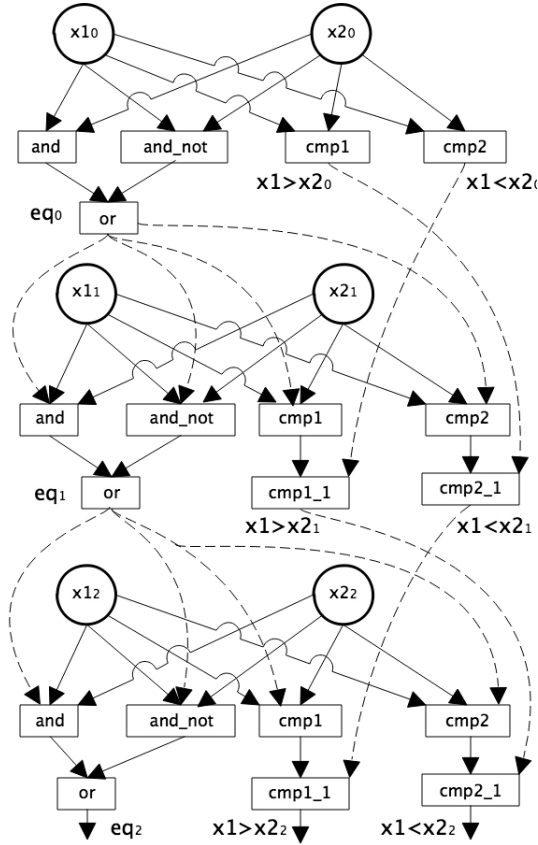 x1₀ x2₀
and and_not cmp1 cmp2
x1>x2₀ x1<x2₀
eq₀ or
x1₁ x2₁
and and_not cmp1 cmp2
eq₁ or cmp1_1 cmp2_1
x1>x2₁ x1<x2₁
x1₂ x2₂
and and_not cmp1 cmp2
or cmp1_1 cmp2_1
eq₂ x1>x2₂ x1<x2₂